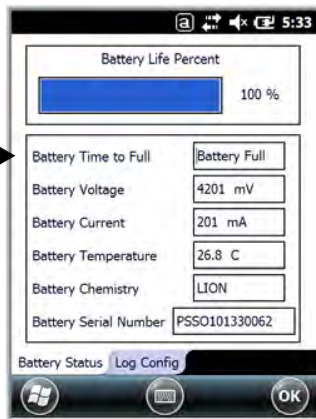 a 5:33
Battery Life Percent
100 %
Battery Time to Full Battery Full
Battery Voltage 4201 mV
Battery Current 201 mA
Battery Temperature 26.8 C
Battery Chemistry LION
Battery Serial Number PSSO101330062
Battery Status Log Config
OK